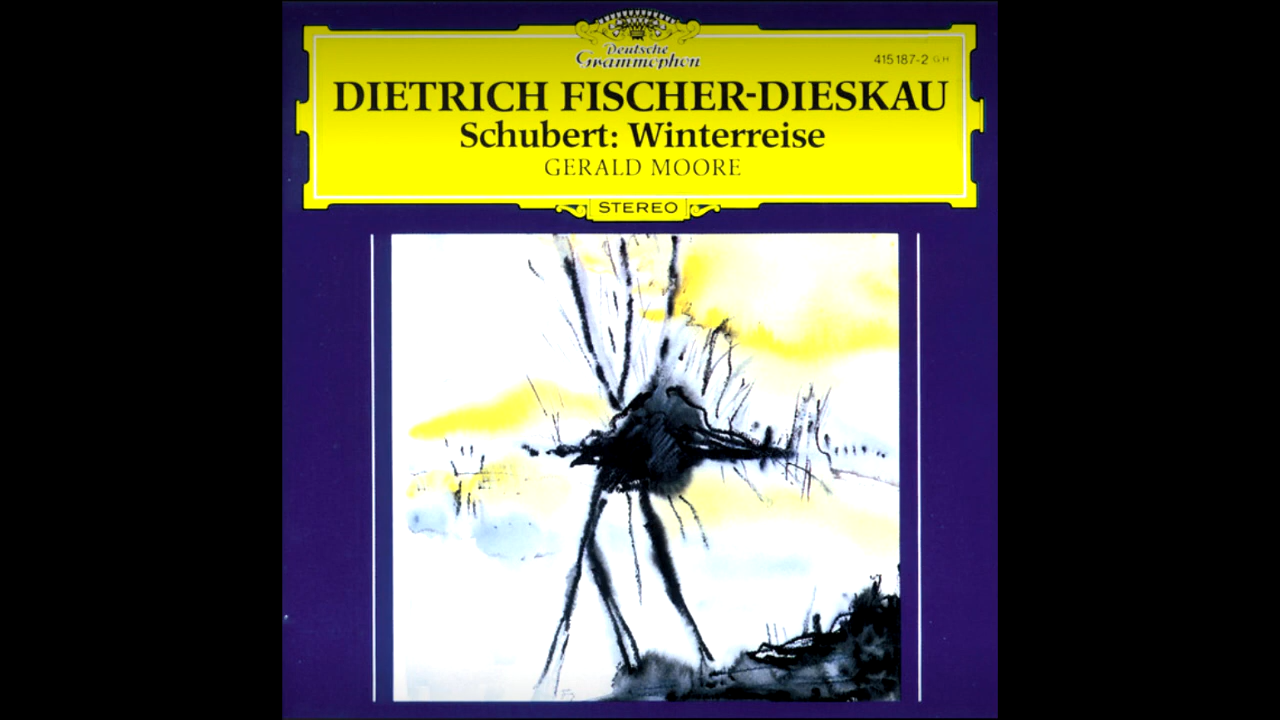 Deutsche
Grammophon
415 187-2 GH
DIETRICH FISCHER-DIESKAU
Schubert: Winterreise
GERALD MOORE
STEREO